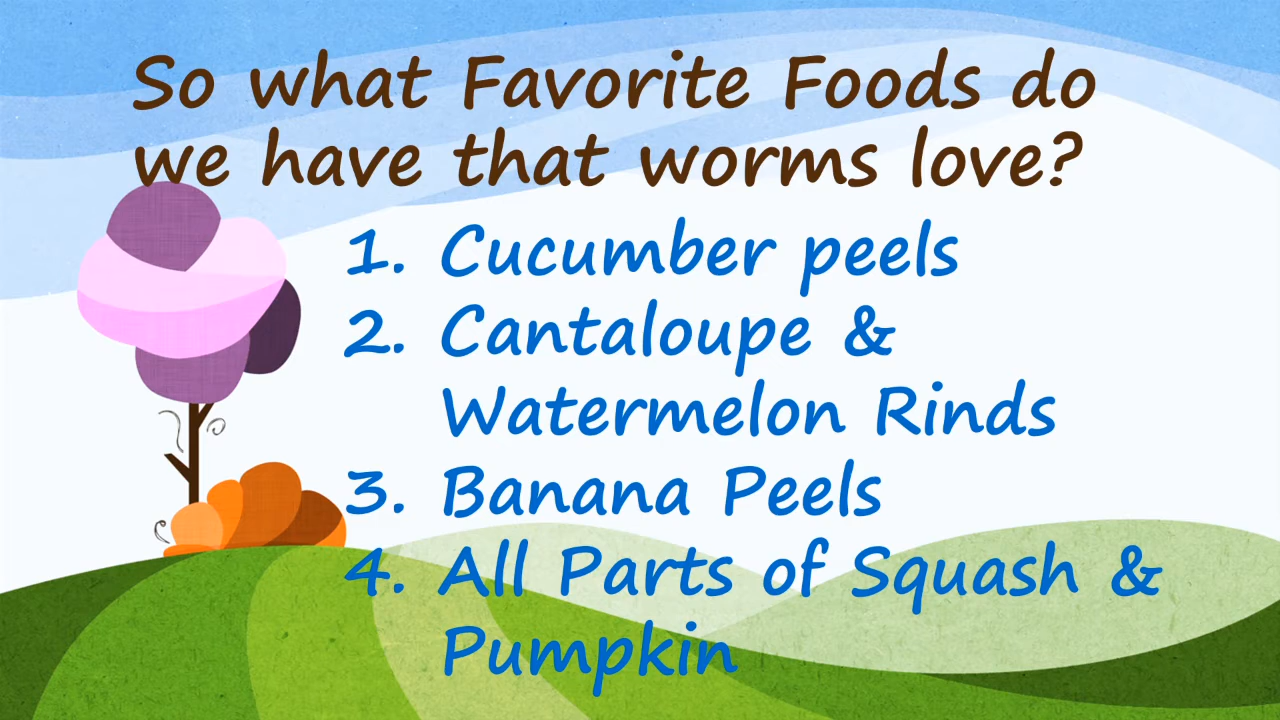 So what Favorite Foods do
we have that worms love?
1. Cucumber peels
2. Cantaloupe &
Watermelon Rinds
3. Banana Peels
4. All Parts of Squash &
Pumpkin